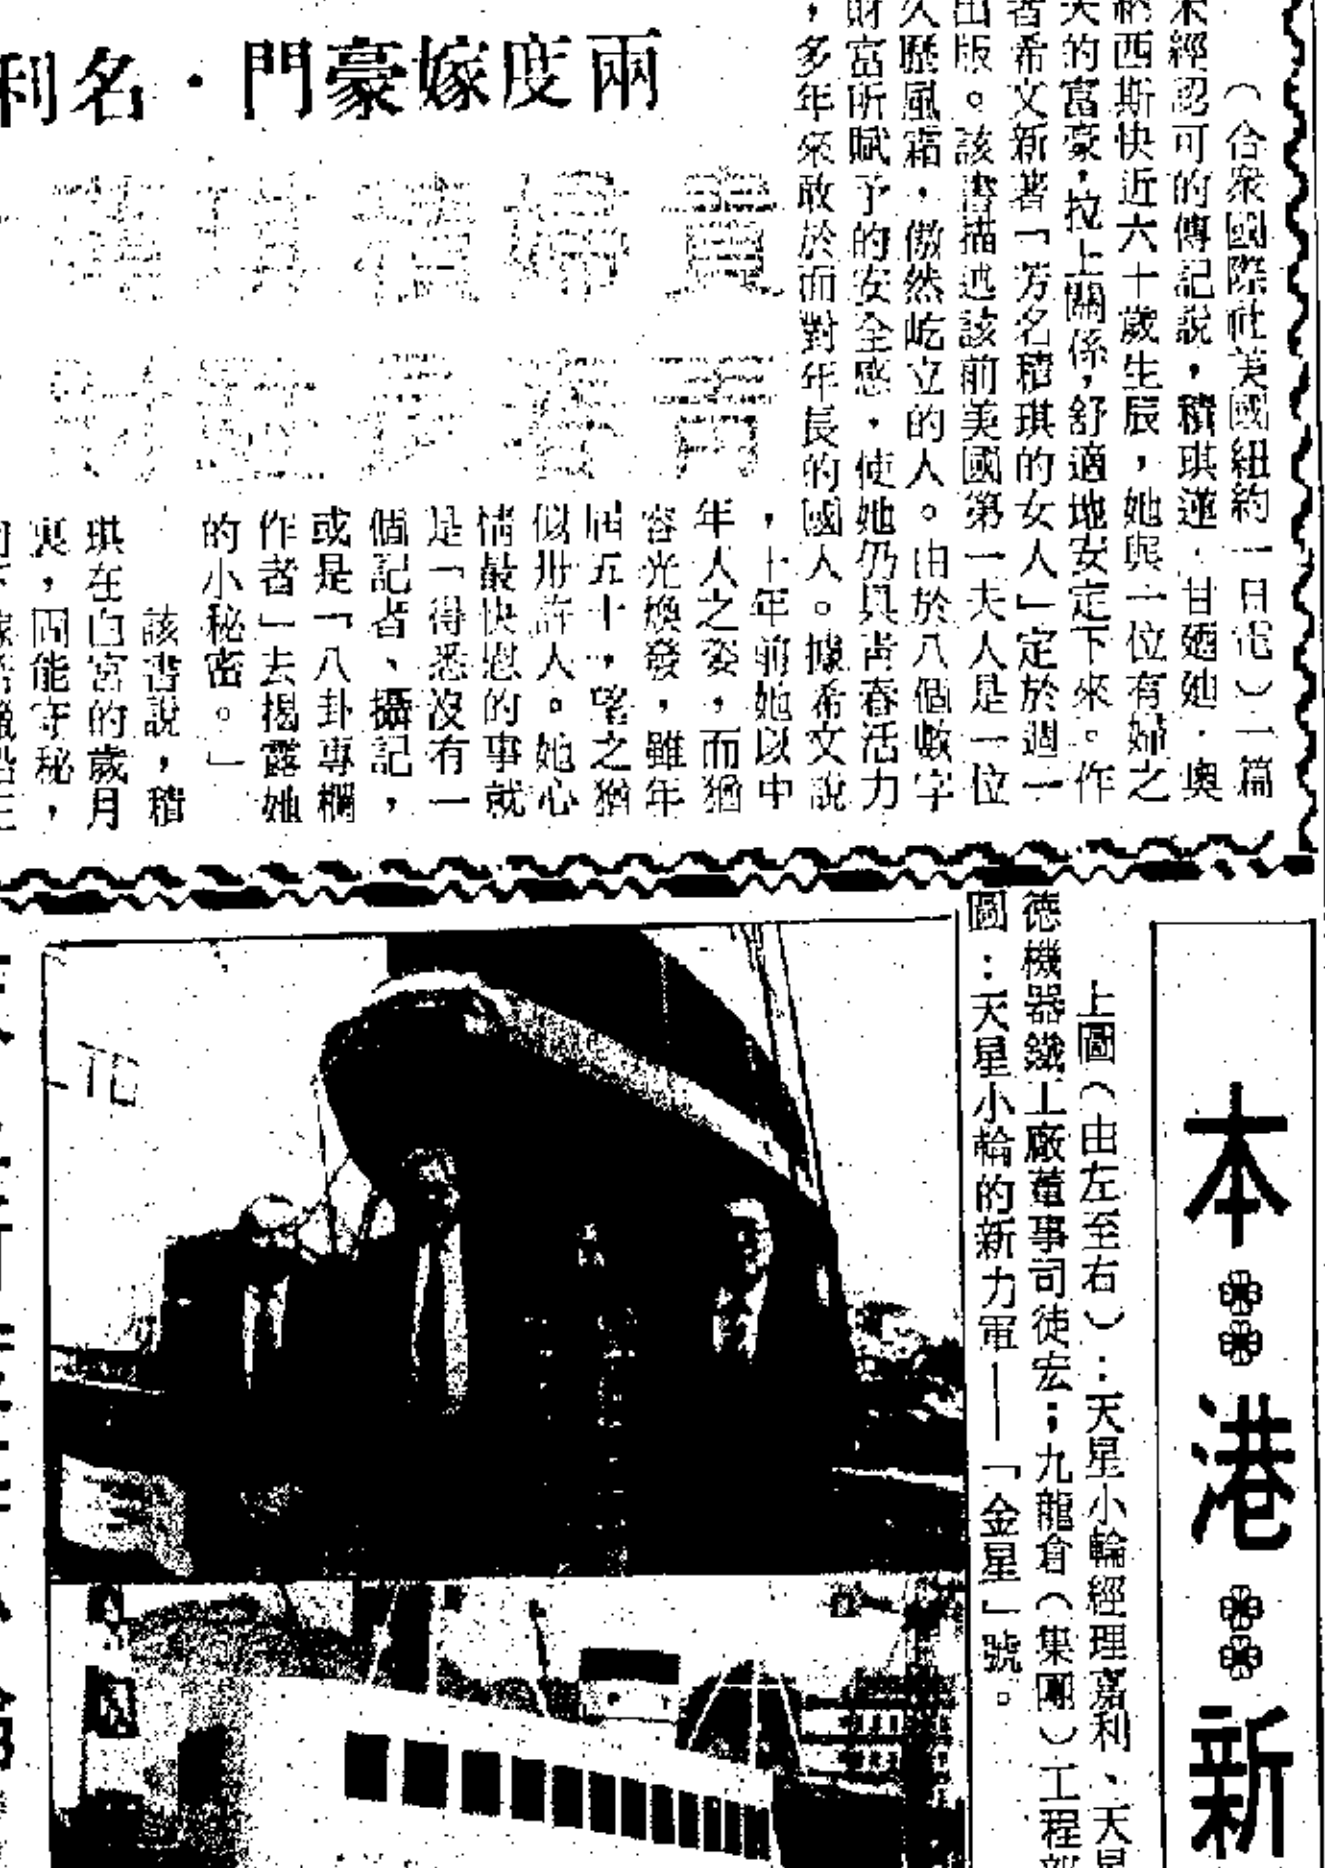 兩度嫁豪門・名利
（合衆國際社美國紐約一日電）一篇
未經認可的傳記説，積琪蓮・甘迺她・奧
納西斯快近六十歲生辰，她與一位有婦之
夫的富豪，拉上關係，舒適地安定下來。作
者希文新著「芳名積琪的女人」定於週一
出版。該書描述該前美國第一夫人是一位
久歷風霜，傲然屹立的人。由於八個數字
財富所賦予的安全感，使她仍具青春活力
，多年來敢於面對年長的國人。據希文說
，十年前她以中
年人之姿，而猶
容光煥發，雖年
屆五十，望之猶
似卅許人。她心
情最快慰的事就
是「得悉沒有一
個記者、攝記，
或是「八卦專欄
作者」去揭露她
的小秘密。」
該書説，積
琪在白宮的歲月
裏，固能守秘，
本港新
上圖（由左至右）：天星小輪經理嘉利、天星
德機器鐵工廠董事司徒宏；九龍倉（集團）工程部
圖：天星小輪的新力軍——「金星」號。